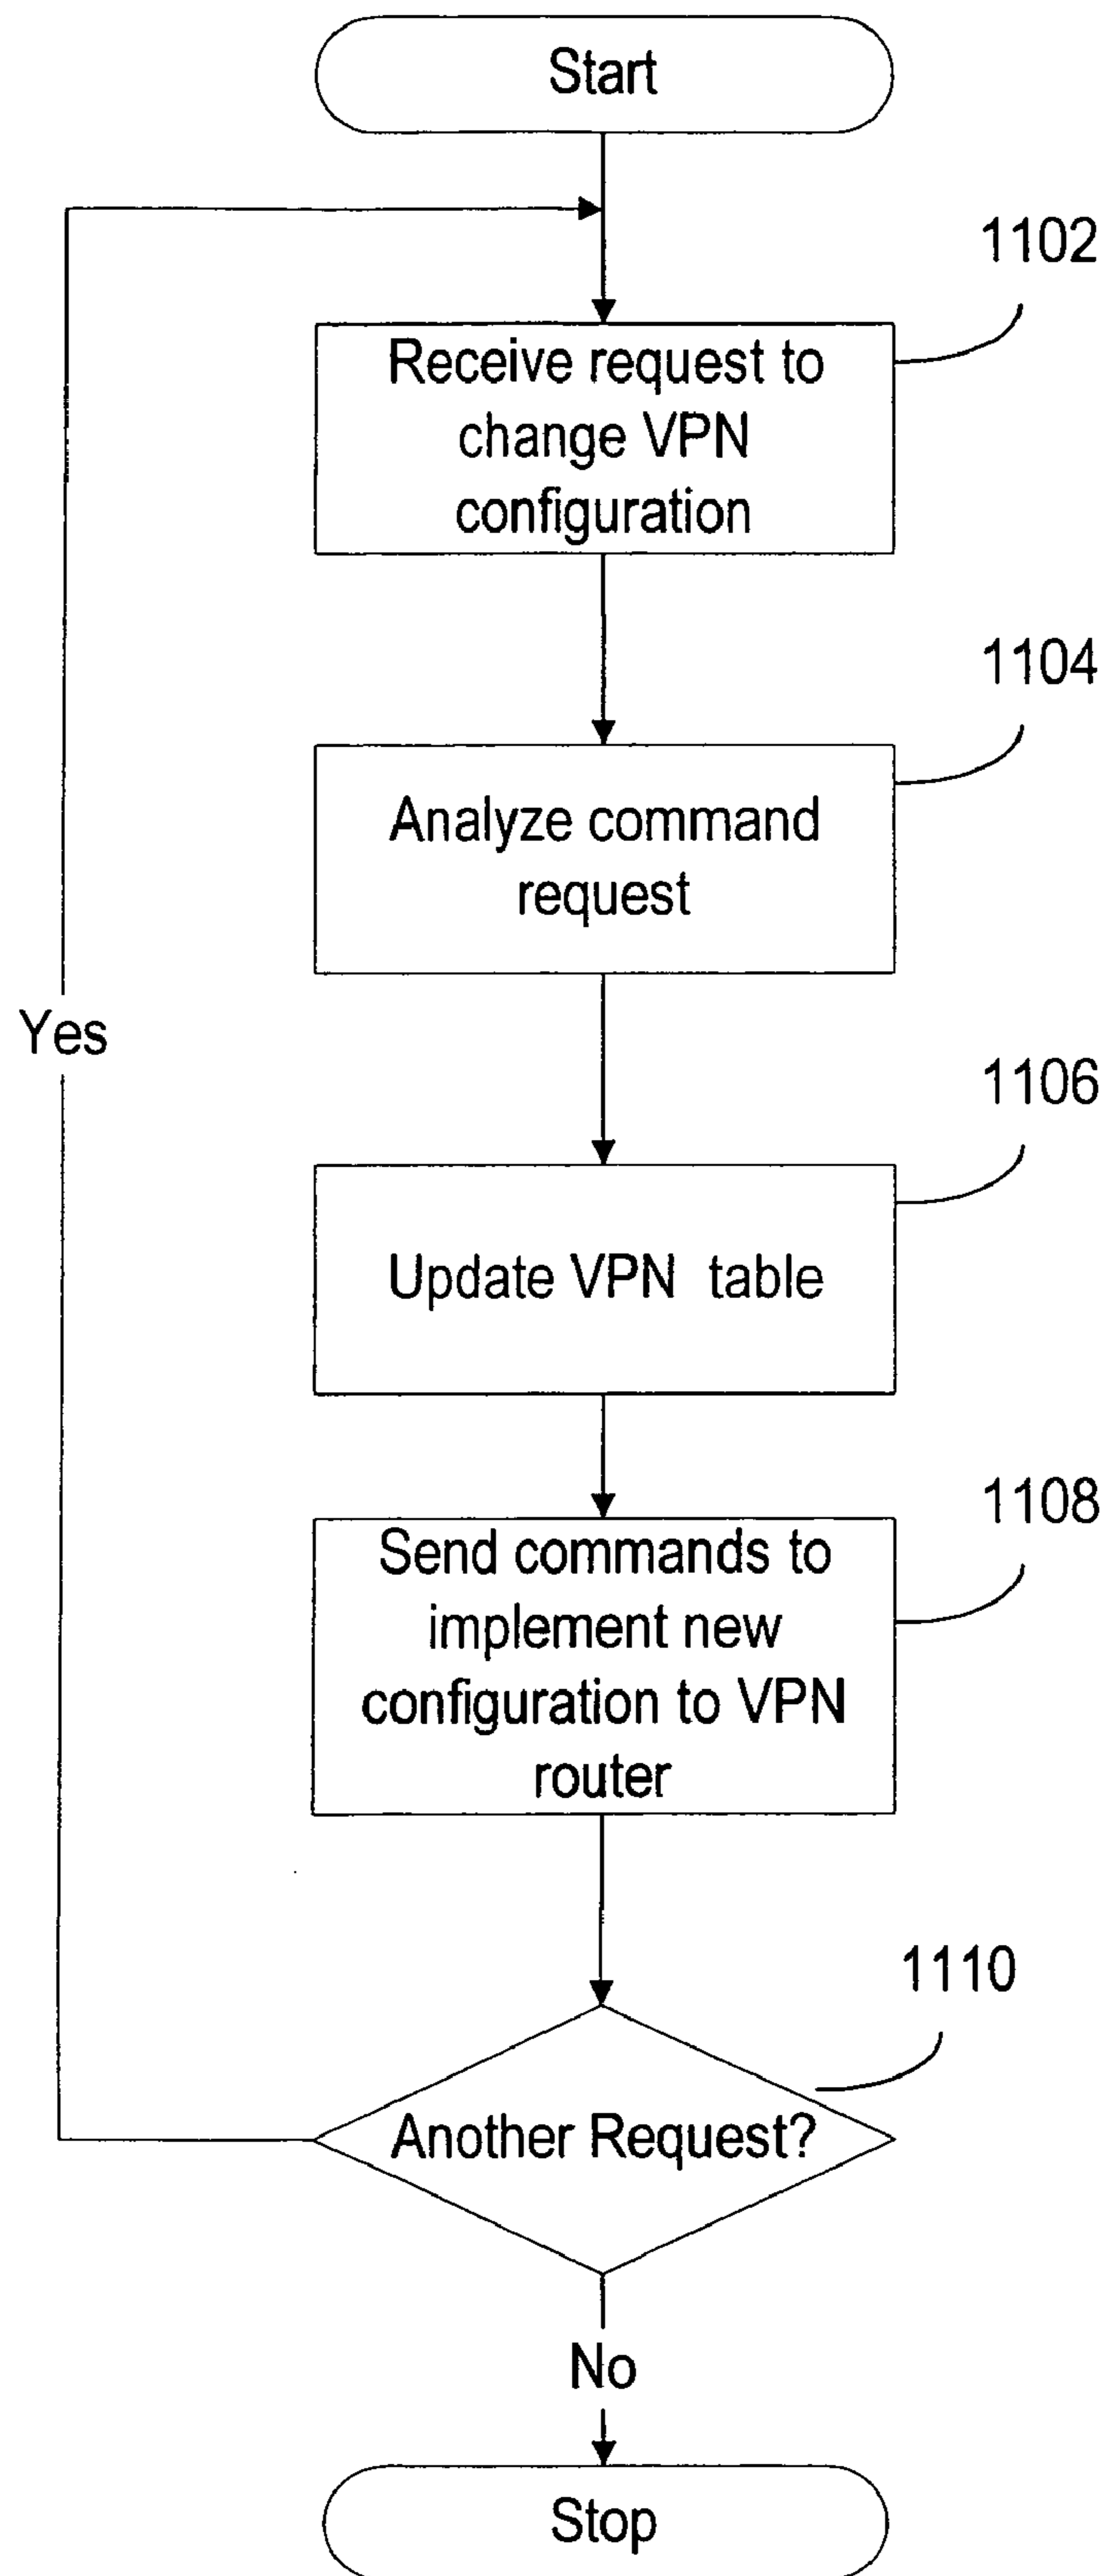 Start
1102
Receive request to
change VPN
configuration
1104
Analyze command
request
Yes
1106
Update VPN table
1108
Send commands to
implement new
configuration to VPN
router
1110
Another Request?
No
Stop